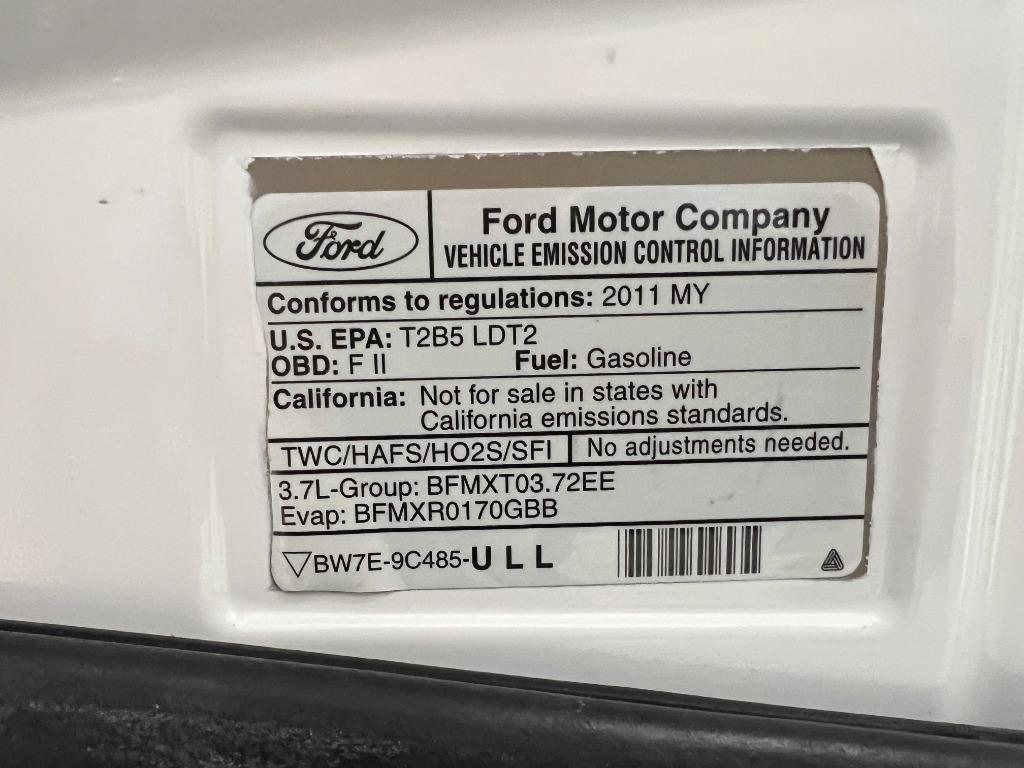 Ford
Ford Motor Company
VEHICLE EMISSION CONTROL INFORMATION
Conforms to regulations: 2011 MY
U.S. EPA: T2B5 LDT2
OBD: F II Fuel: Gasoline
California: Not for sale in states with
California emissions standards.
TWC/HAFS/HO2S/SFI No adjustments needed.
3.7L-Group: BFMXT03.72EE
Evap: BFMXR0170GBB
▽BW7E-9C485-ULL